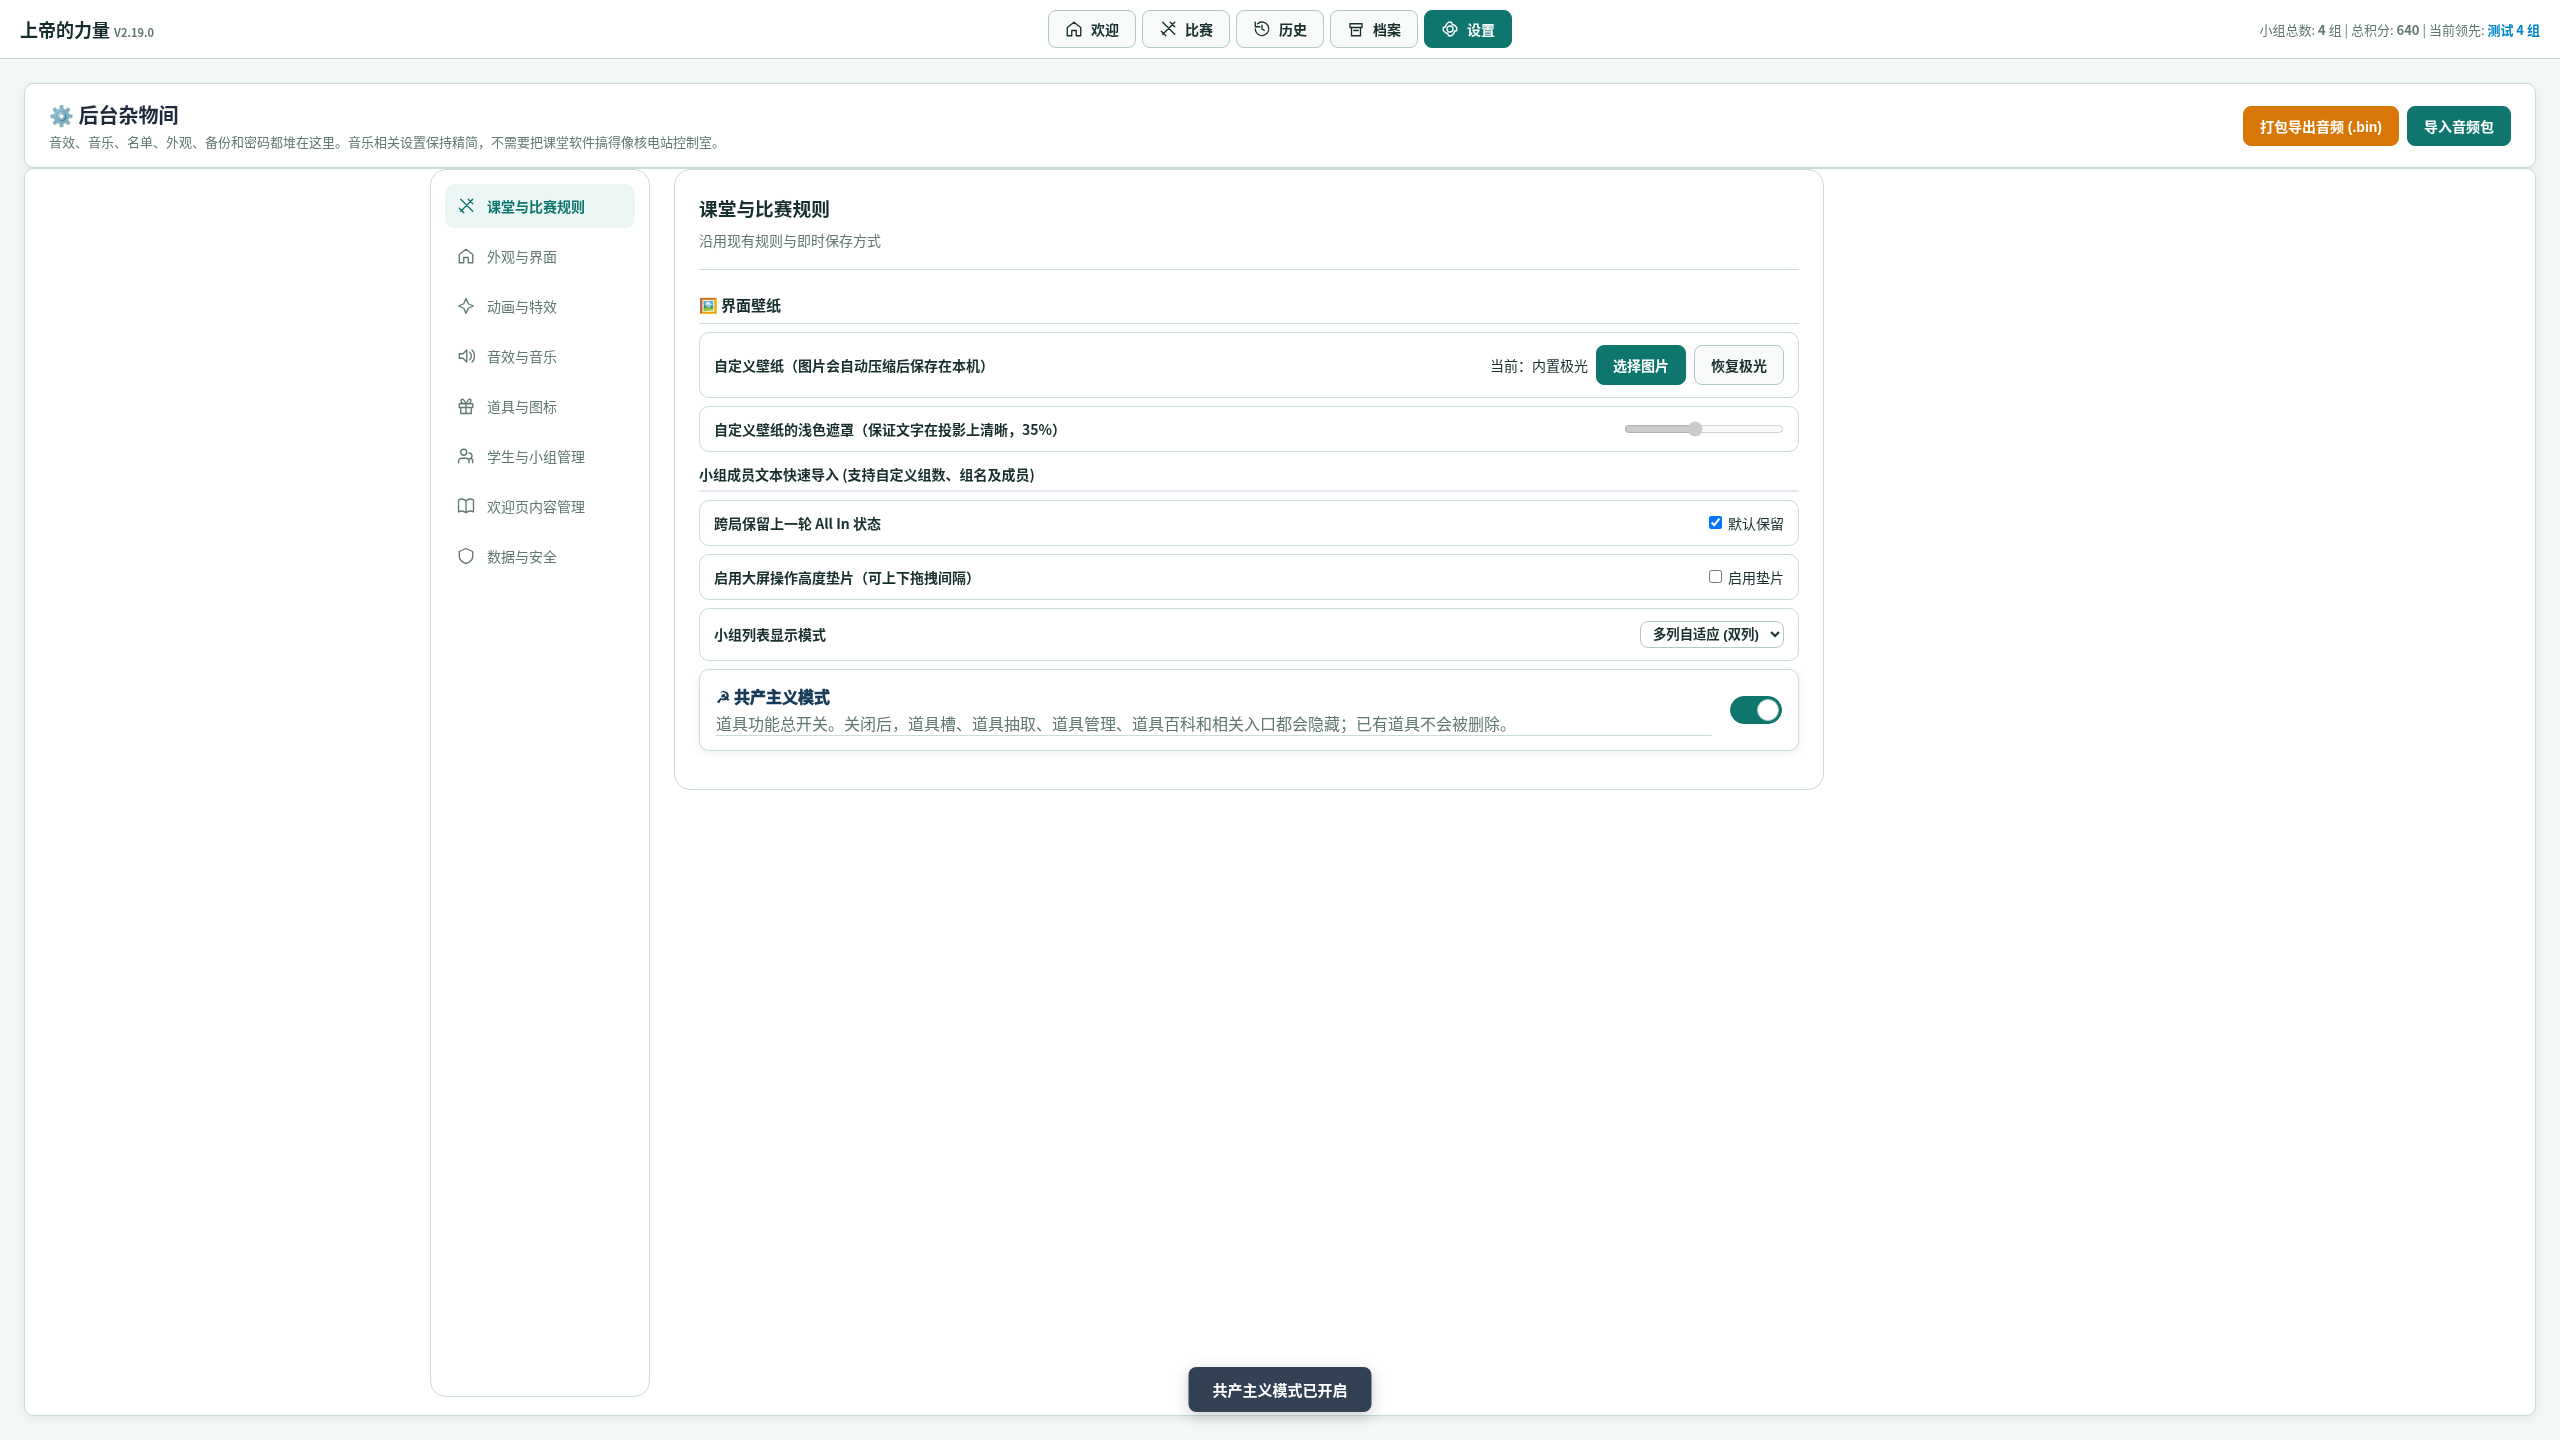 上帝的力量 V2.19.0
欢迎
比赛
历史
档案
设置
小组总数: 4 组 | 总积分: 640 | 当前领先: 测试 4 组
⚙️ 后台杂物间
音效、音乐、名单、外观、备份和密码都堆在这里。音乐相关设置保持精简，不需要把课堂软件搞得像核电站控制室。
打包导出音频 (.bin)
导入音频包
课堂与比赛规则
外观与界面
动画与特效
音效与音乐
道具与图标
学生与小组管理
欢迎页内容管理
数据与安全
课堂与比赛规则
沿用现有规则与即时保存方式
🖼️ 界面壁纸
自定义壁纸（图片会自动压缩后保存在本机）
当前：内置极光
选择图片
恢复极光
自定义壁纸的浅色遮罩（保证文字在投影上清晰，35%）
小组成员文本快速导入 (支持自定义组数、组名及成员)
跨局保留上一轮 All In 状态
默认保留
启用大屏操作高度垫片（可上下拖拽间隔）
启用垫片
小组列表显示模式
多列自适应 (双列)
☭ 共产主义模式
道具功能总开关。关闭后，道具槽、道具抽取、道具管理、道具百科和相关入口都会隐藏；已有道具不会被删除。
共产主义模式已开启